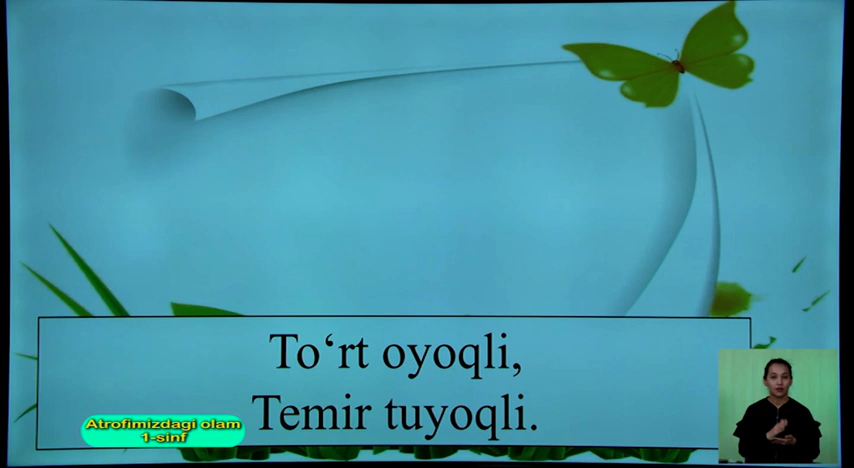 To‘rt oyoqli,
Temir tuyoqli.
Atrofimizdagi olam
1-sinf